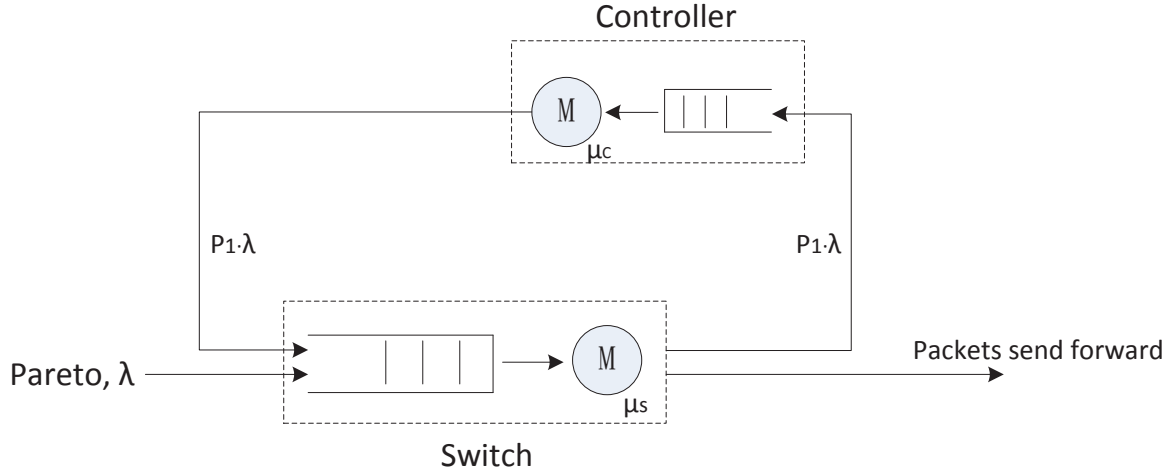 Controller
M
μc
P1·λ
P1·λ
Pareto, λ
M
μs
Packets send forward
Switch